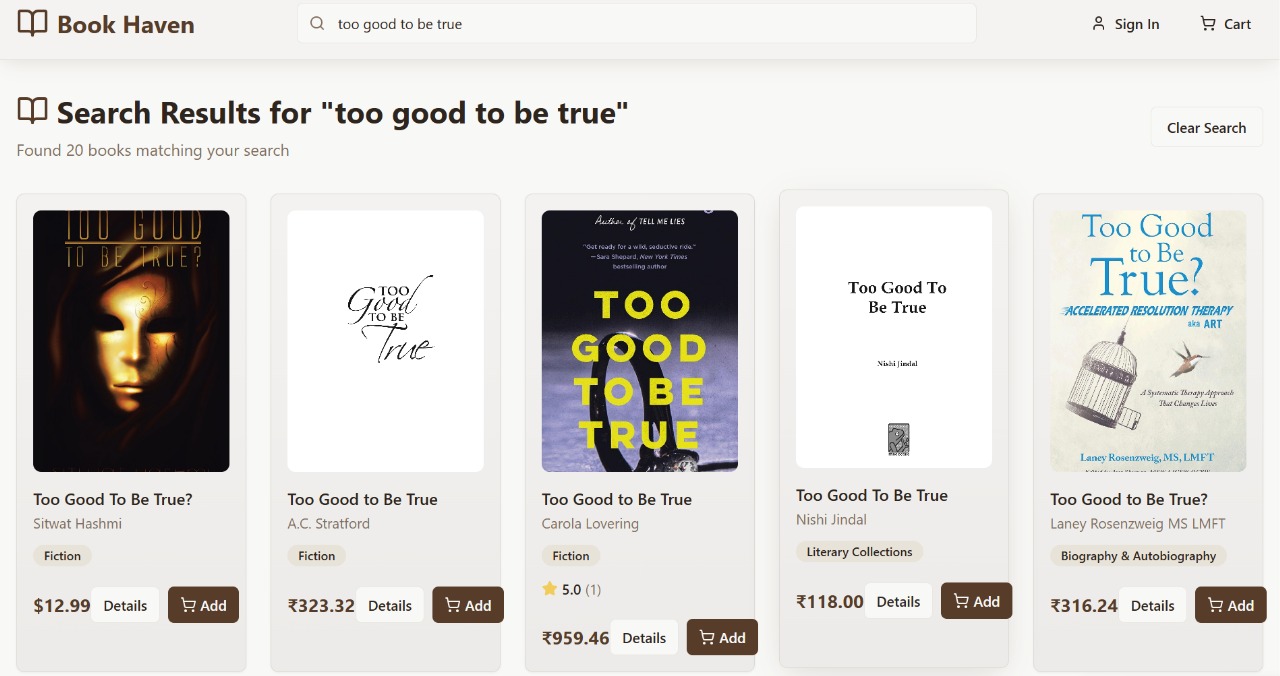 Book Haven
too good to be true
Sign In
Cart
Search Results for "too good to be true"
Clear Search
Found 20 books matching your search
TOO GOOD
TO BE TRUE?
Too Good To Be True?
Sitwat Hashmi
Fiction
$12.99
Details
Add
TOO
Good
TO BE
True
Too Good to Be True
A.C. Stratford
Fiction
₹323.32
Details
Add
Author of TELL ME LIES
"Get ready for a wild, seductive ride."
—Sara Shepard, New York Times
bestselling author
TOO
GOOD
TO BE
TRUE
Too Good to Be True
Carola Lovering
Fiction
5.0 (1)
₹959.46
Details
Add
Too Good To
Be True
Nishi Jindal
Too Good To Be True
Nishi Jindal
Literary Collections
₹118.00
Details
Add
Too Good
to Be
True?
ACCELERATED RESOLUTION THERAPY
aka ART
A Systematic Therapy Approach
That Changes Lives
Laney Rosenzweig, MS, LMFT
Too Good to Be True?
Laney Rosenzweig MS LMFT
Biography & Autobiography
₹316.24
Details
Add